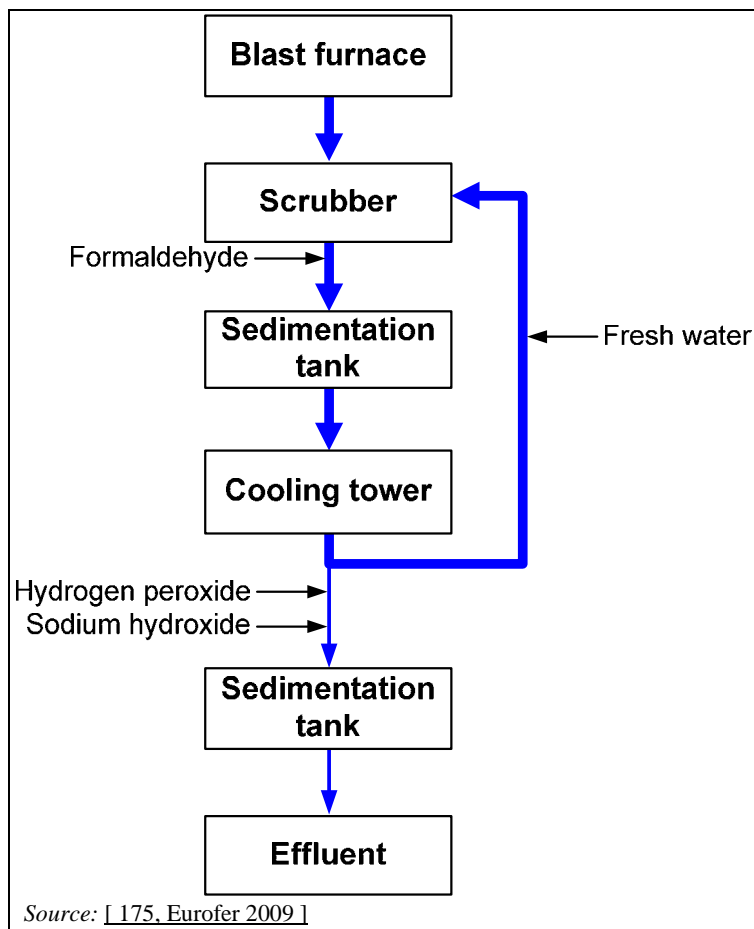 Blast furnace
Scrubber
Formaldehyde
Sedimentation
tank
Fresh water
Cooling tower
Hydrogen peroxide
Sodium hydroxide
Sedimentation
tank
Effluent
Source: [ 175, Eurofer 2009 ]